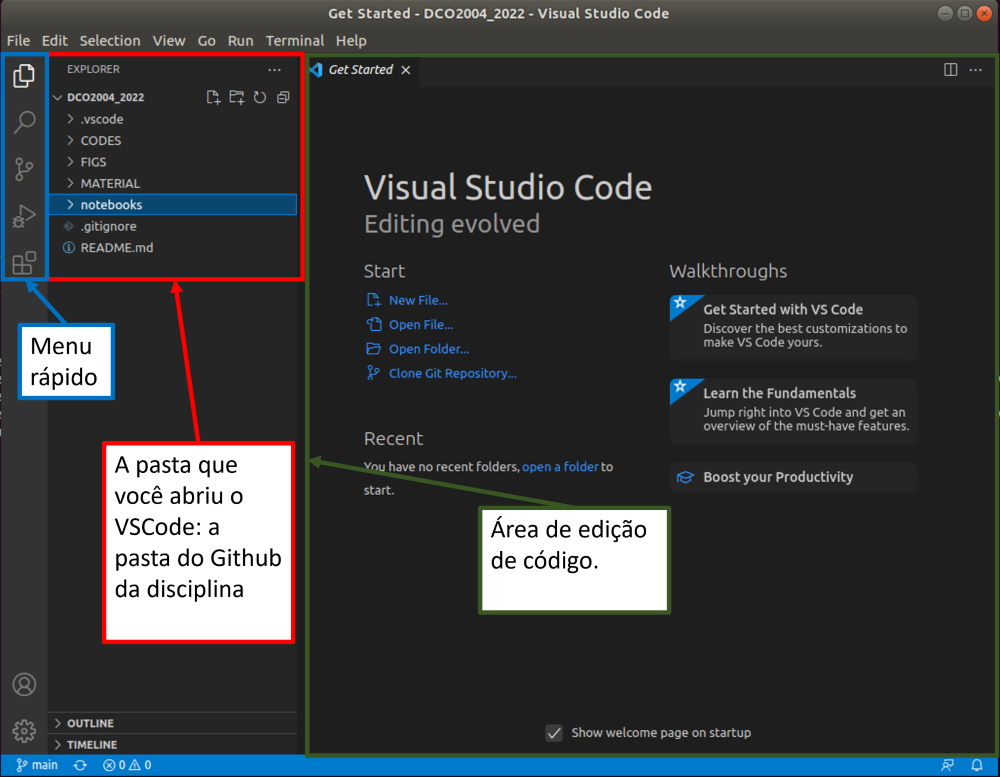 Get Started - DCO2004_2022 - Visual Studio Code
File Edit Selection View Go Run Terminal Help
EXPLORER
DCO2004_2022
.vscode
CODES
FIGS
MATERIAL
notebooks
.gitignore
README.md
Menu
rápido
A pasta que
você abriu o
VSCode: a
pasta do Github
da disciplina
OUTLINE
TIMELINE
Get Started
Visual Studio Code
Editing evolved
Start
New File...
Open File...
Open Folder...
Clone Git Repository...
Recent
You have no recent folders, open a folder to
start.
Walkthroughs
Get Started with VS Code
Discover the best customizations to
make VS Code yours.
Learn the Fundamentals
Jump right into VS Code and get an
overview of the must-have features.
Boost your Productivity
Área de edição
de código.
Show welcome page on startup
main 0 0